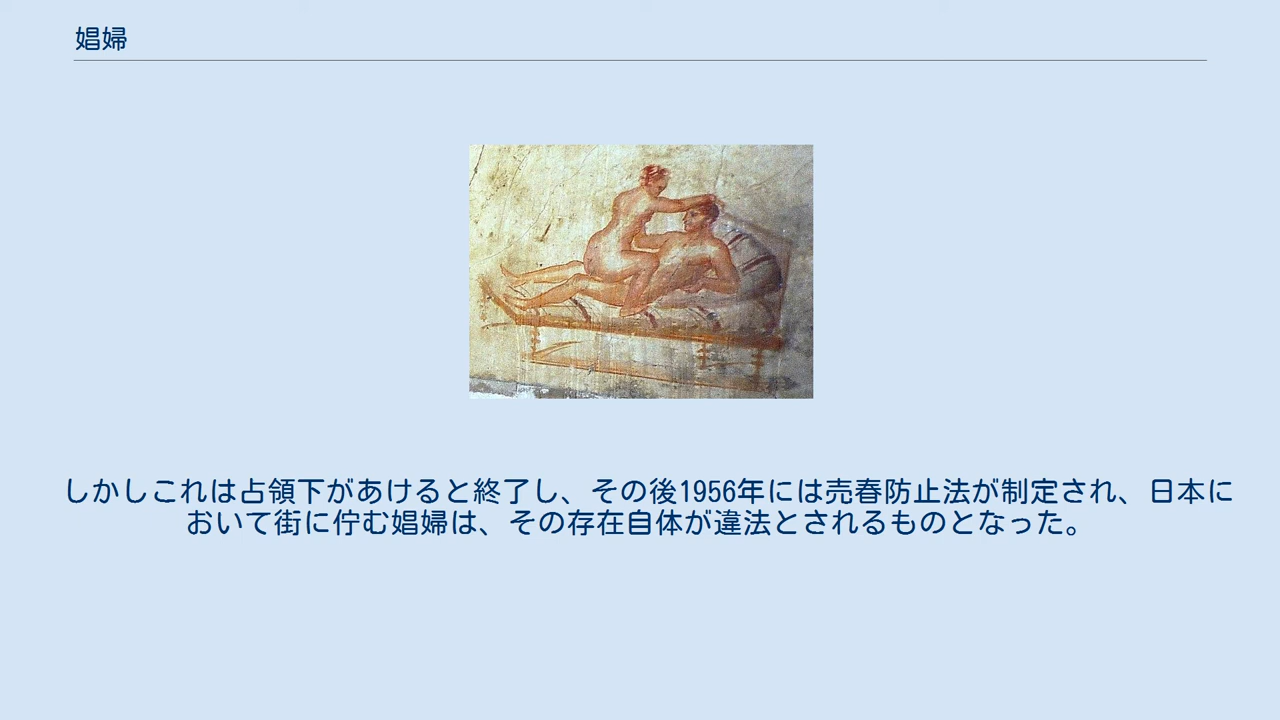 娼婦
しかしこれは占領下があけると終了し、その後1956年には売春防止法が制定され、日本に
おいて街に佇む娼婦は、その存在自体が違法とされるものとなった。